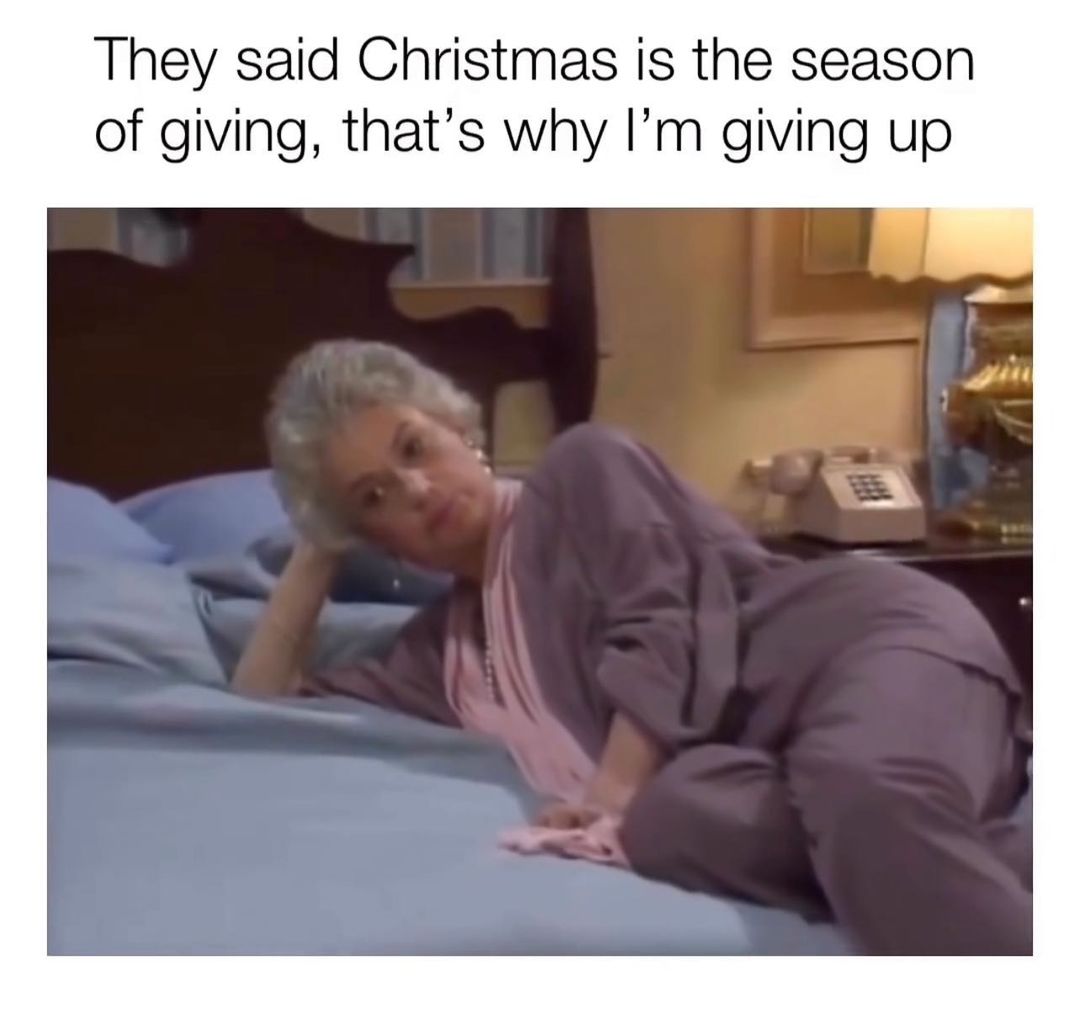 They said Christmas is the season
of giving, that’s why I’m giving up